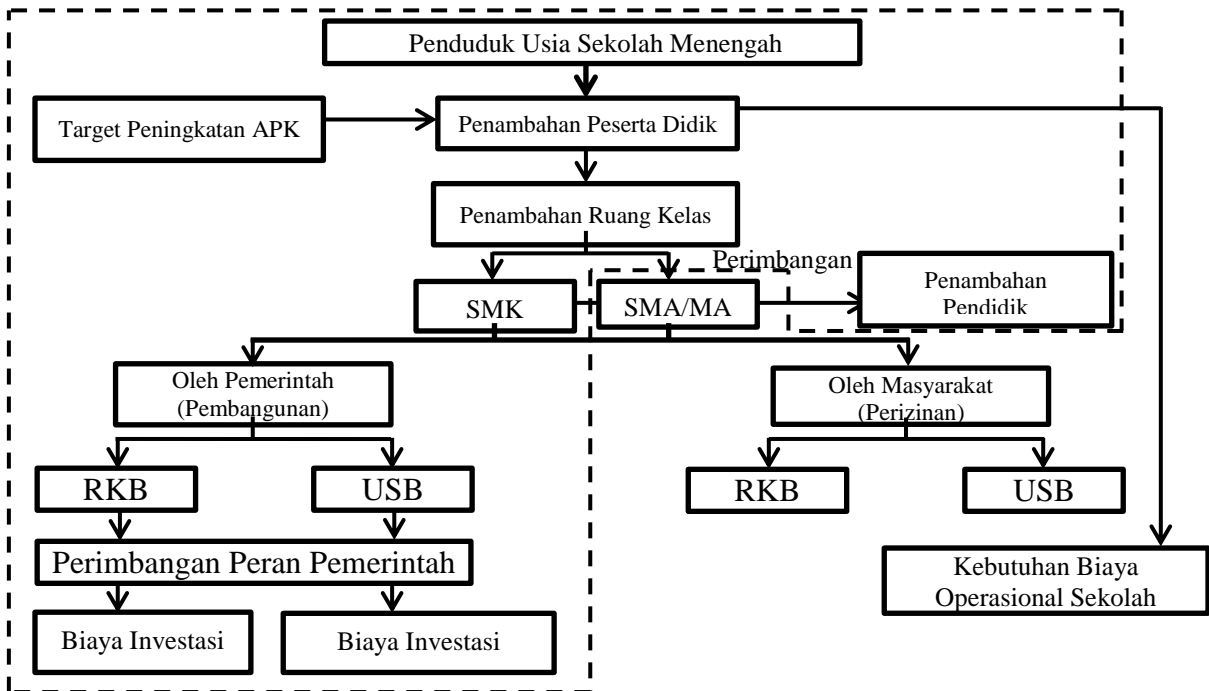 Penduduk Usia Sekolah Menengah
Target Peningkatan APK
Penambahan Peserta Didik
Penambahan Ruang Kelas
Perimbangan
SMK
SMA/MA
Penambahan
Pendidik
Oleh Pemerintah
(Pembangunan)
Oleh Masyarakat
(Perizinan)
RKB
USB
RKB
USB
Perimbangan Peran Pemerintah
Kebutuhan Biaya
Operasional Sekolah
Biaya Investasi
Biaya Investasi